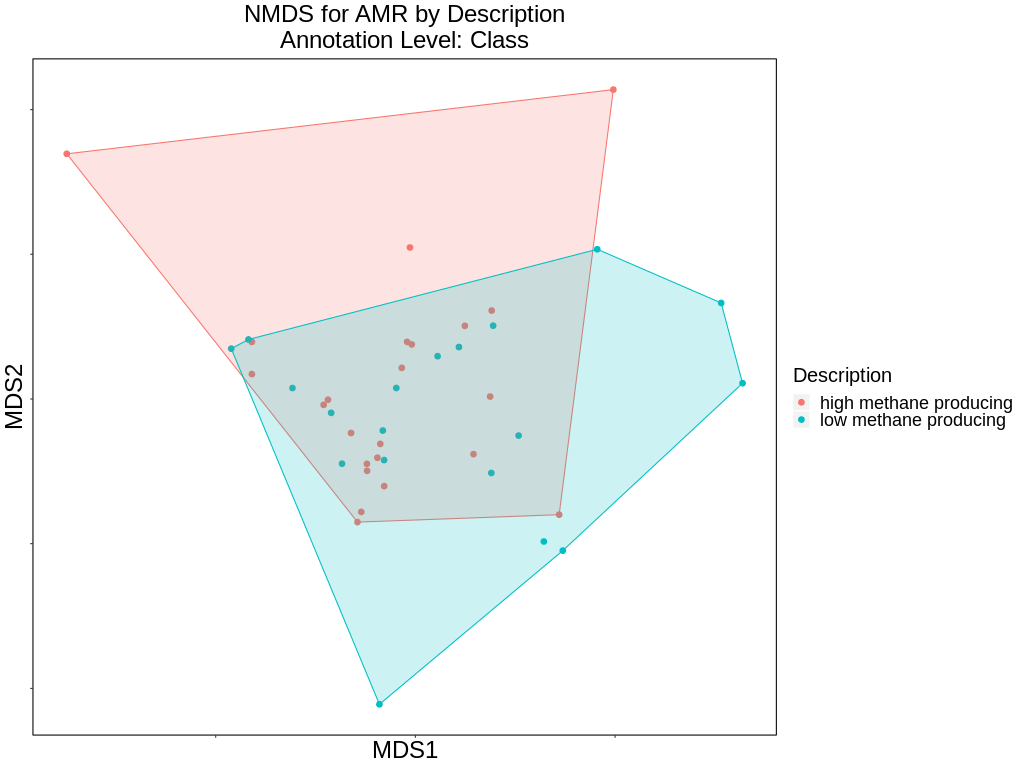 NMDS for AMR by Description
Annotation Level: Class
MDS2
MDS1
Description
high methane producing
low methane producing